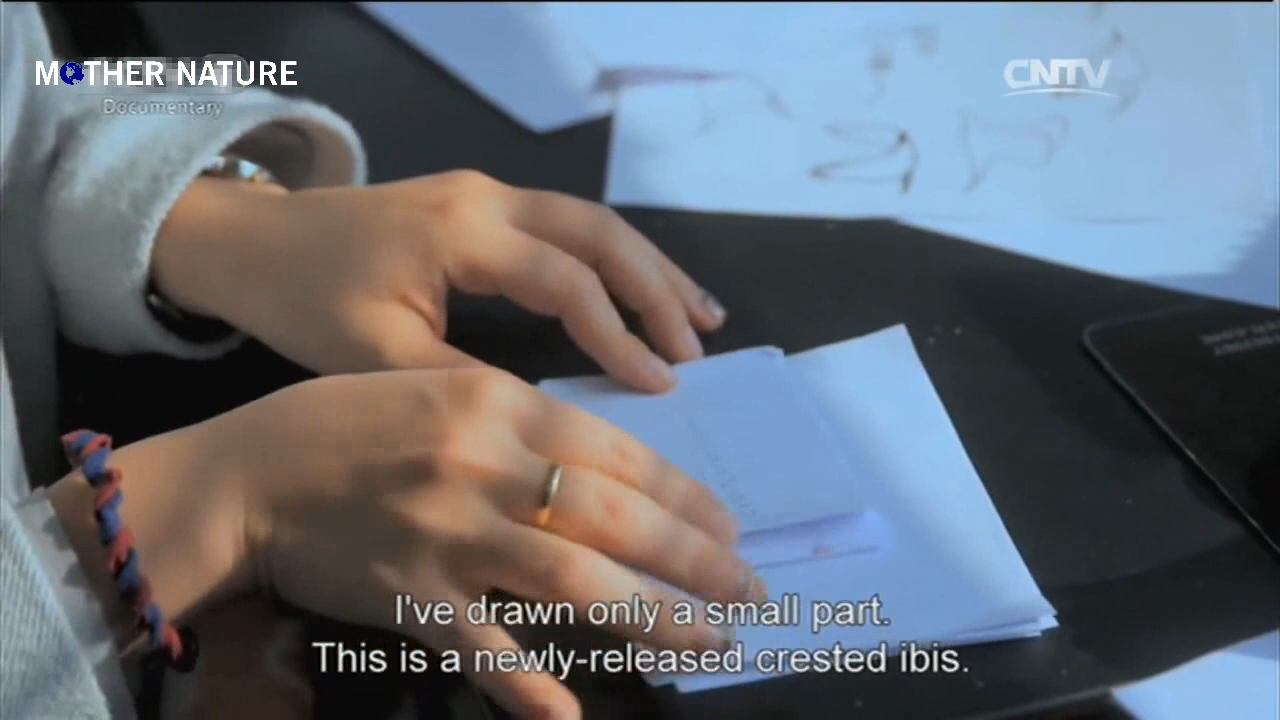 MOTHER NATURE
Documentary
CNTV
I've drawn only a small part.
This is a newly-released crested ibis.